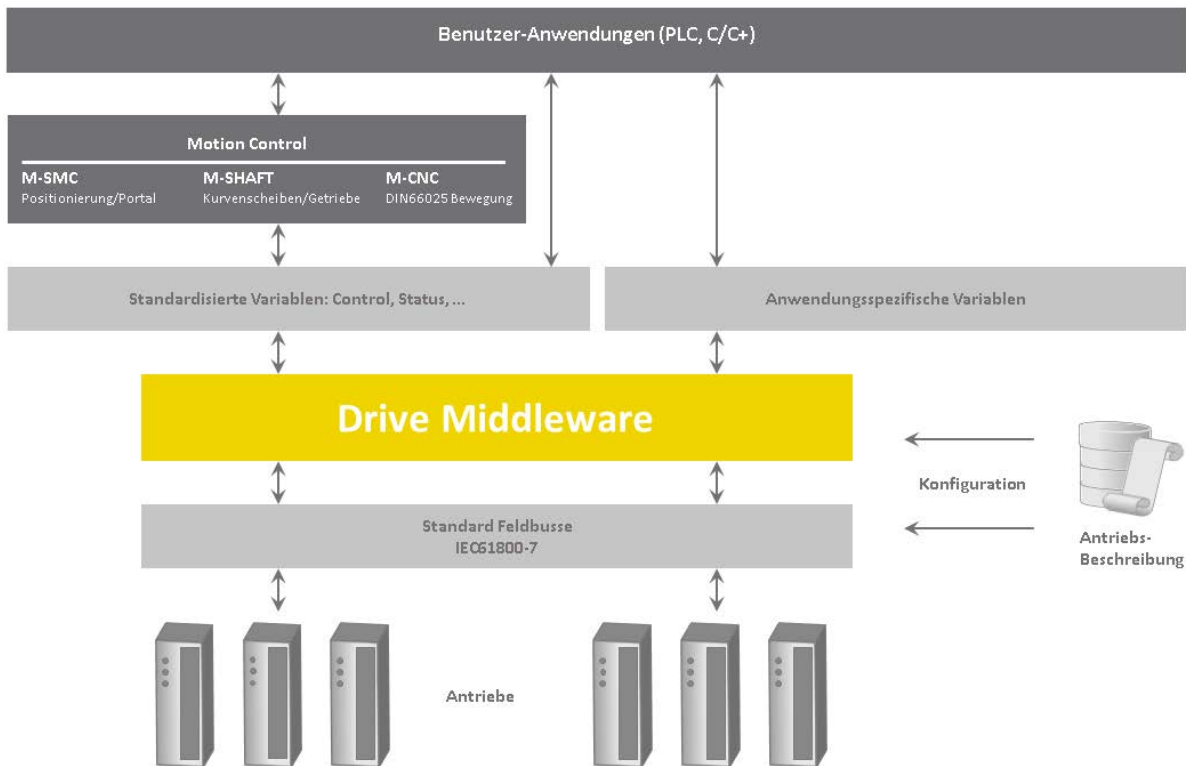 Benutzer-Anwendungen (PLC, C/C+)
Motion Control
M-SMC
Positionierung/Portal
M-SHAFT
Kurvenscheiben/Getriebe
M-CNC
DIN66025 Bewegung
Standardisierte Variablen: Control, Status, ...
Anwendungsspezifische Variablen
Drive Middleware
Konfiguration
Standard Feldbusse
IEC61800-7
Antriebs-
Beschreibung
Antriebe